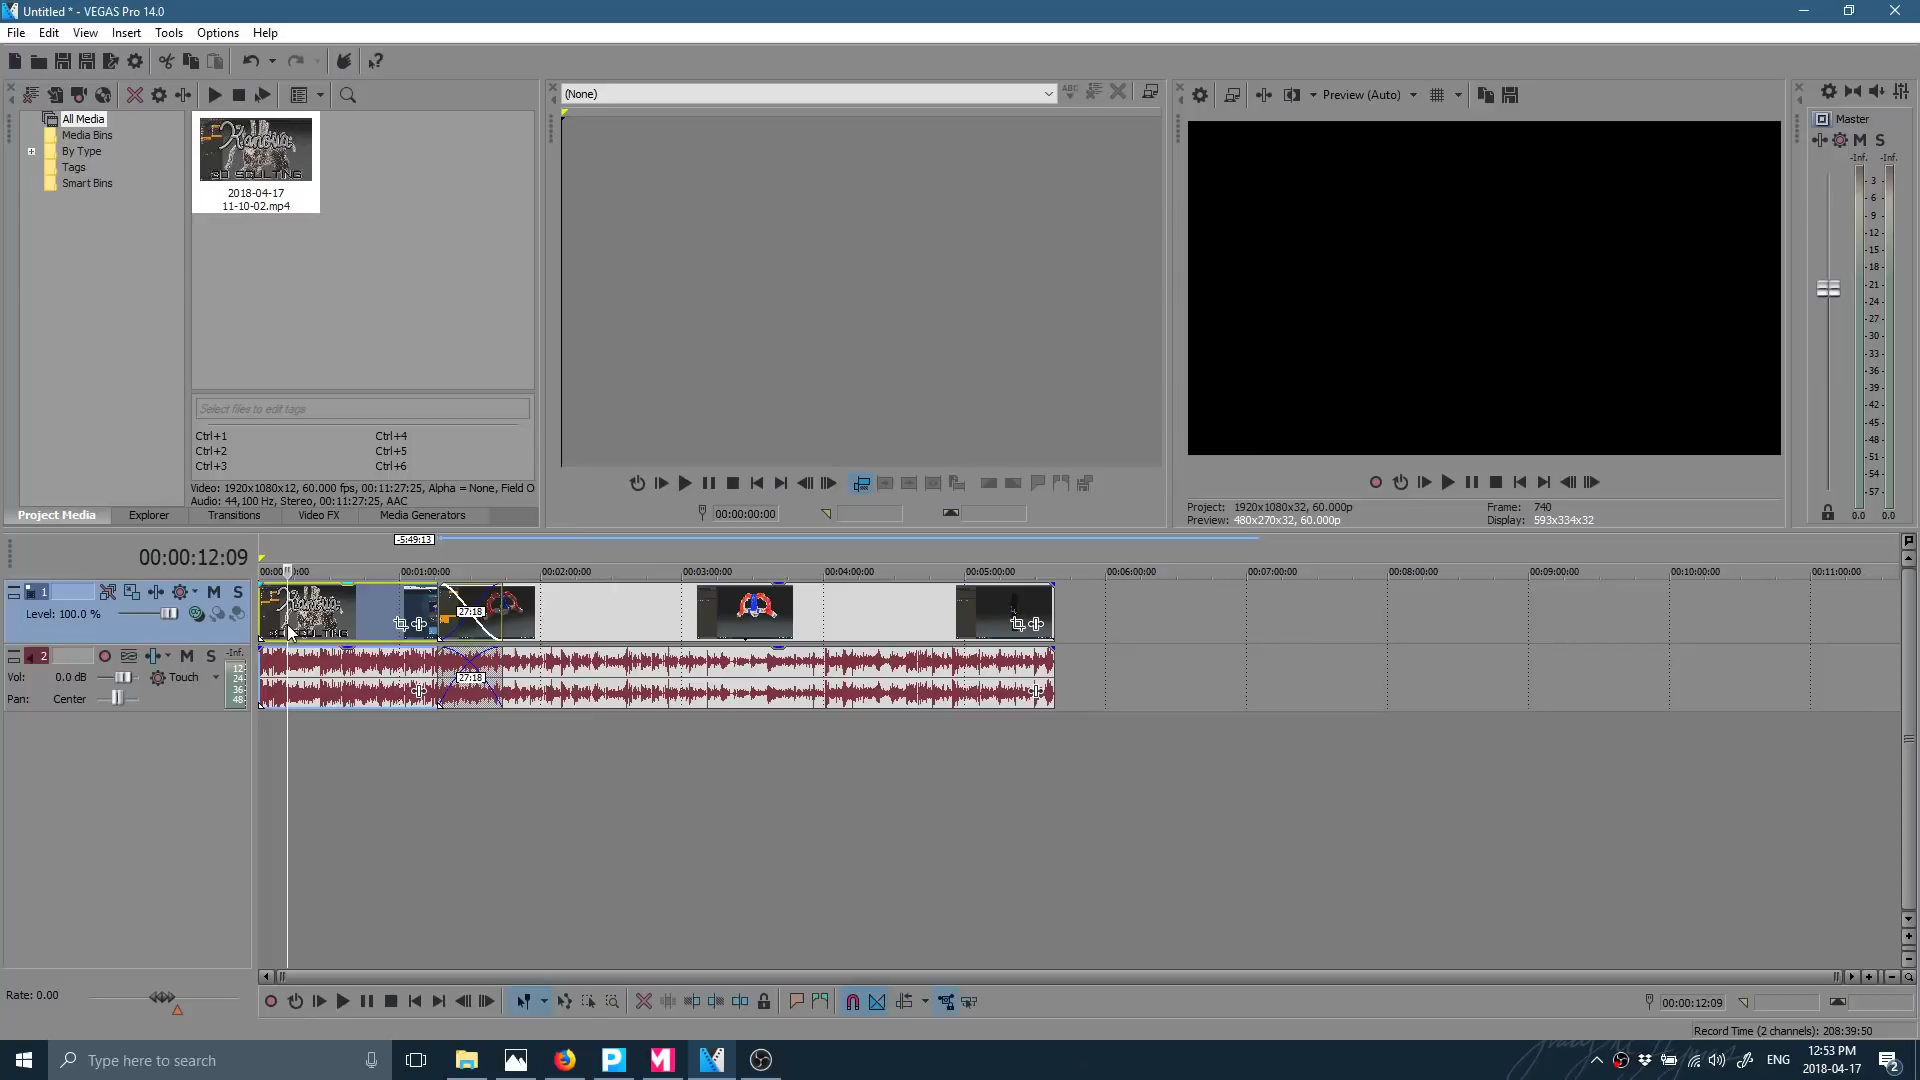 Untitled * - VEGAS Pro 14.0
File Edit View Insert Tools Options Help
(None)
Preview (Auto)
Master
M S
-Inf. -Inf.
All Media
Media Bins
By Type
Tags
Smart Bins
Xanovia
3D SCULTING
2018-04-17
11-10-02.mp4
3
6
9
12
15
18
21
24
27
30
33
36
39
42
45
48
51
54
57
0.0 0.0
Select files to edit tags
Ctrl+1 Ctrl+4
Ctrl+2 Ctrl+5
Ctrl+3 Ctrl+6
Video: 1920x1080x12, 60.000 fps, 00:11:27:25, Alpha = None, Field O
Audio: 44,100 Hz, Stereo, 00:11:27:25, AAC
Project Media Explorer Transitions Video FX Media Generators
00:00:00:00
Project: 1920x1080x32, 60.000p Frame: 740
Preview: 480x270x32, 60.000p Display: 593x334x32
-5:49:13
00:00:12:09
00:01:00:00 00:02:00:00 00:03:00:00 00:04:00:00 00:05:00:00 00:06:00:00 00:07:00:00 00:08:00:00 00:09:00:00 00:10:00:00 00:11:00:00
1 M S
Level: 100.0 %
27:18
2 M S -Inf.
Vol: 0.0 dB Touch
Pan: Center
12
24
36
48
27:18
Rate: 0.00
00:00:12:09
Record Time (2 channels): 208:39:50
Type here to search
ENG
12:53 PM
2018-04-17
2